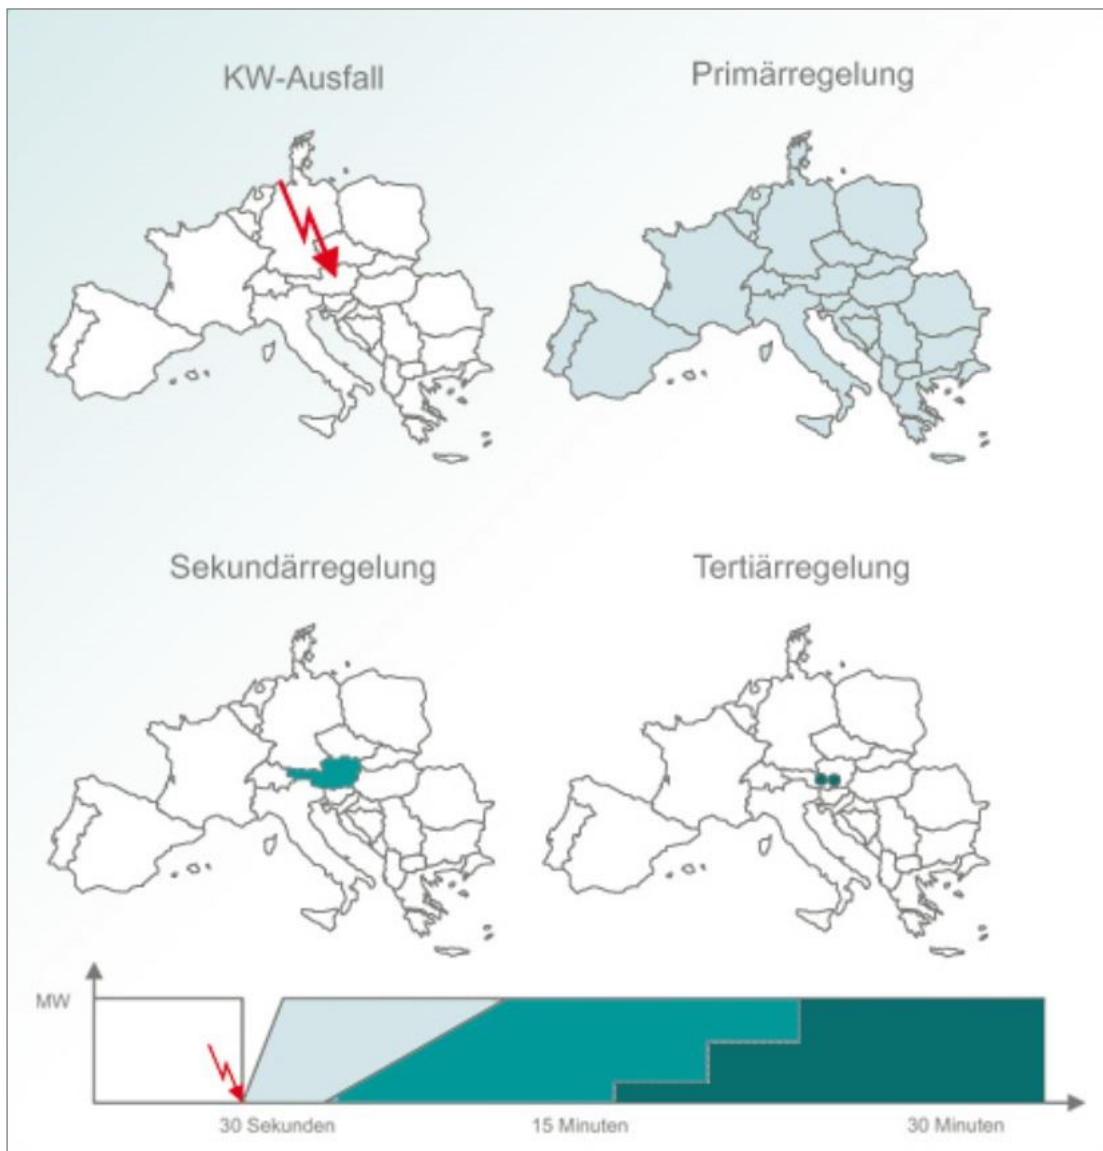 KW-Ausfall
Primärregelung
Sekundärregelung
Tertiärregelung
MW
30 Sekunden
15 Minuten
30 Minuten